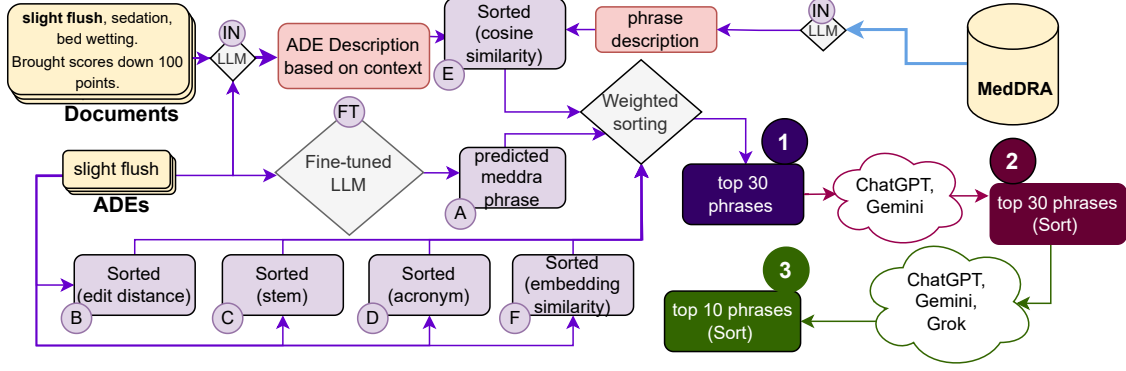 slight flush, sedation,
bed wetting.
Brought scores down 100
points.
Documents
IN
LLM
ADE Description
based on context
Sorted
(cosine
similarity)
E
phrase
description
IN
LLM
MedDRA
slight flush
ADEs
FT
Fine-tuned
LLM
predicted
meddra
phrase
A
Weighted
sorting
Sorted
(edit distance)
B
Sorted
(stem)
C
Sorted
(acronym)
D
Sorted
(embedding
similarity)
F
1
top 30
phrases
ChatGPT,
Gemini
2
top 30 phrases
(Sort)
ChatGPT,
Gemini,
Grok
3
top 10 phrases
(Sort)